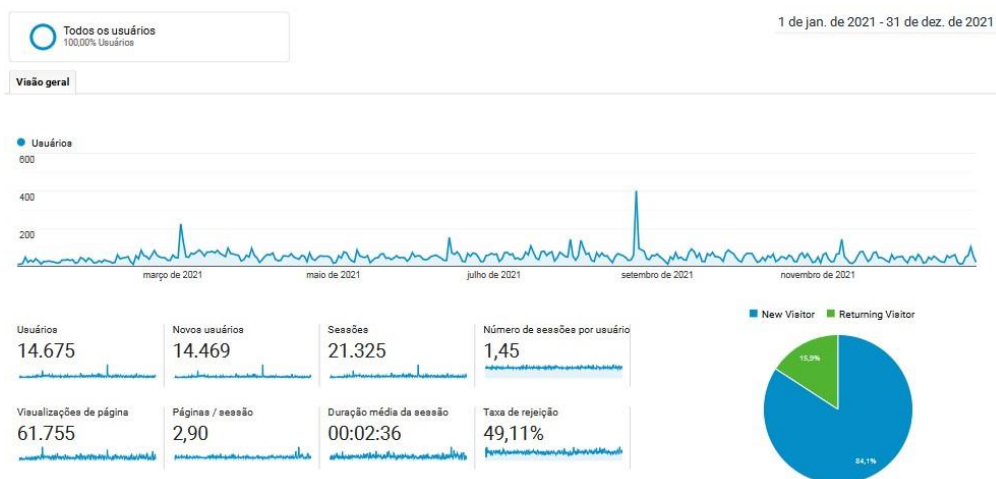 Todos os usuários
100,00% Usuários
1 de jan. de 2021 - 31 de dez. de 2021
Visão geral
Usuários
600
400
200
março de 2021
maio de 2021
julho de 2021
setembro de 2021
novembro de 2021
Usuários
14.675
Novos usuários
14.469
Sessões
21.325
Número de sessões por usuário
1,45
Visualizações de página
61.755
Páginas / sessão
2,90
Duração média da sessão
00:02:36
Taxa de rejeição
49,11%
New Visitor
Returning Visitor
15,9%
84,1%